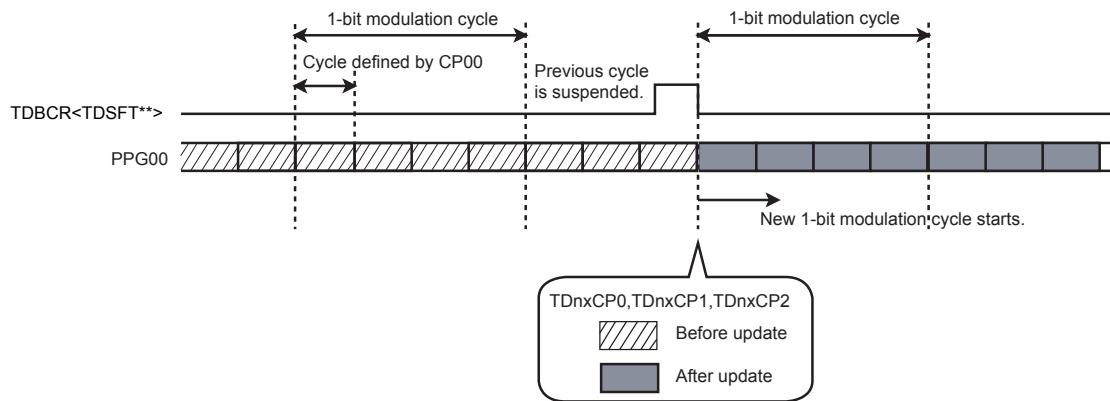 1-bit modulation cycle
1-bit modulation cycle
Cycle defined by CP00
Previous cycle
is suspended.
TDBCR<TDSFT**>
PPG00
New 1-bit modulation cycle starts.
TDnxCP0,TDnxCP1,TDnxCP2
Before update
After update